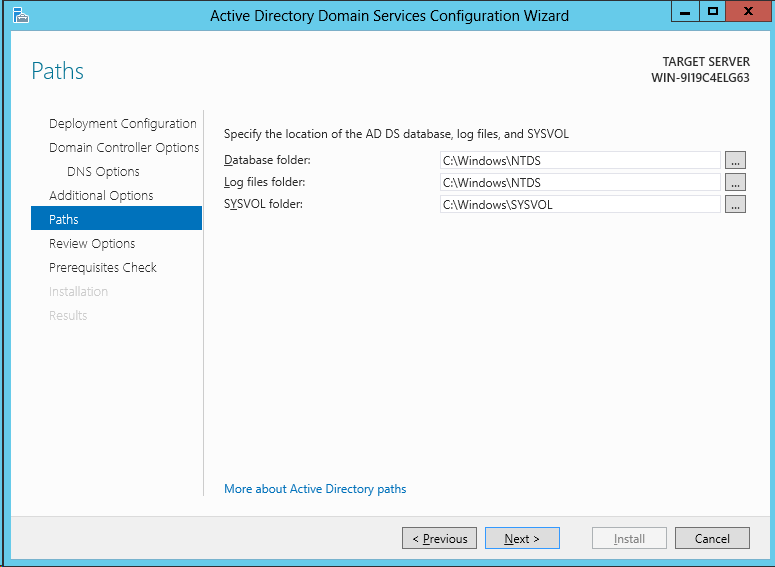 Active Directory Domain Services Configuration Wizard
Paths
TARGET SERVER
WIN-9I19C4ELG63
Deployment Configuration
Domain Controller Options
DNS Options
Additional Options
Paths
Review Options
Prerequisites Check
Installation
Results
Specify the location of the AD DS database, log files, and SYSVOL
Database folder: C:\Windows\NTDS ...
Log files folder: C:\Windows\NTDS ...
SYSVOL folder: C:\Windows\SYSVOL ...
More about Active Directory paths
< Previous Next > Install Cancel